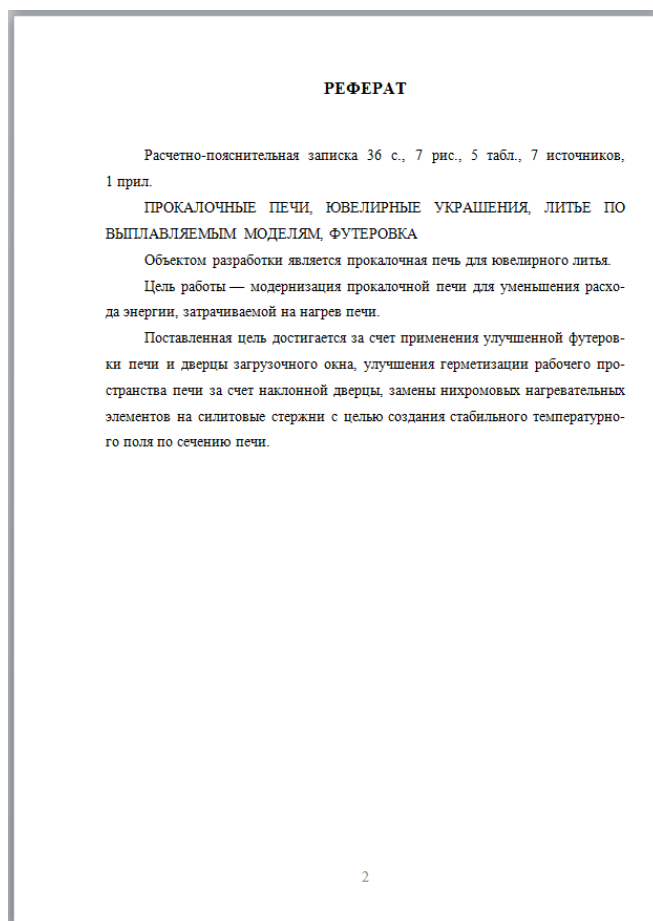 РЕФЕРАТ
Расчетно-пояснительная записка 36 с., 7 рис., 5 табл., 7 источников,
1 прил.
ПРОКАЛОЧНЫЕ ПЕЧИ, ЮВЕЛИРНЫЕ УКРАШЕНИЯ, ЛИТЬЕ ПО
ВЫПЛАВЛЯЕМЫМ МОДЕЛЯМ, ФУТЕРОВКА
Объектом разработки является прокалочная печь для ювелирного литья.
Цель работы — модернизация прокалочной печи для уменьшения расхо-
да энергии, затрачиваемой на нагрев печи.
Поставленная цель достигается за счет применения улучшенной футеров-
ки печи и дверцы загрузочного окна, улучшения герметизации рабочего про-
странства печи за счет наклонной дверцы, замены нихромовых нагревательных
элементов на силитовые стержни с целью создания стабильного температурно-
го поля по сечению печи.
2